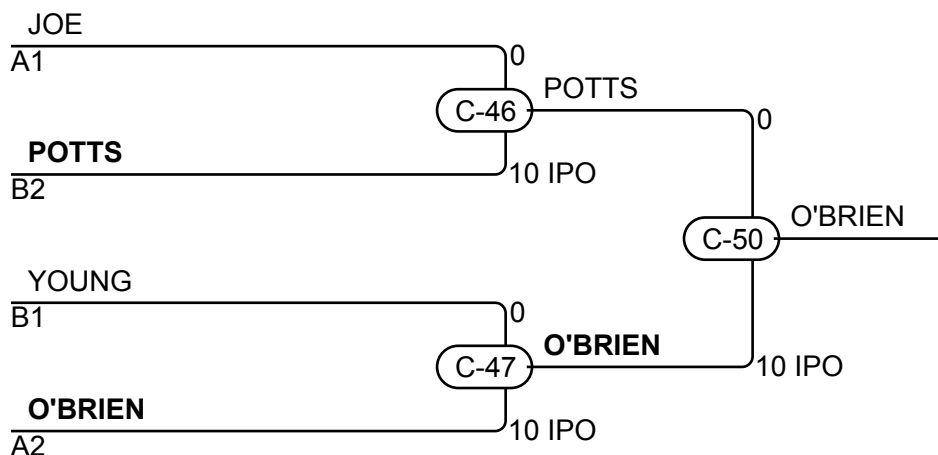 JOE
A1
0
C-46
POTTS
0
POTTS
B2
10 IPO
C-50
O'BRIEN
YOUNG
B1
0
C-47
O'BRIEN
10 IPO
O'BRIEN
A2
10 IPO